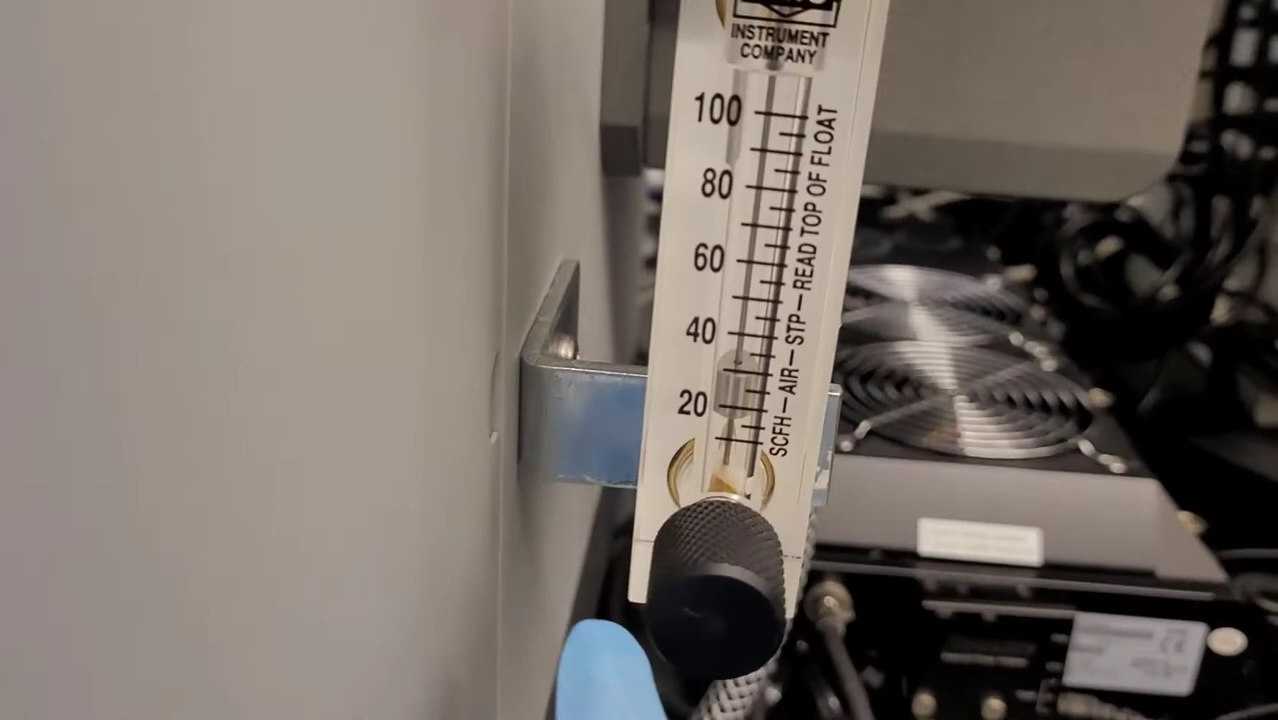 INSTRUMENT
COMPANY
100
80
60
40
20
SCFH—AIR—STP—READ TOP OF FLOAT